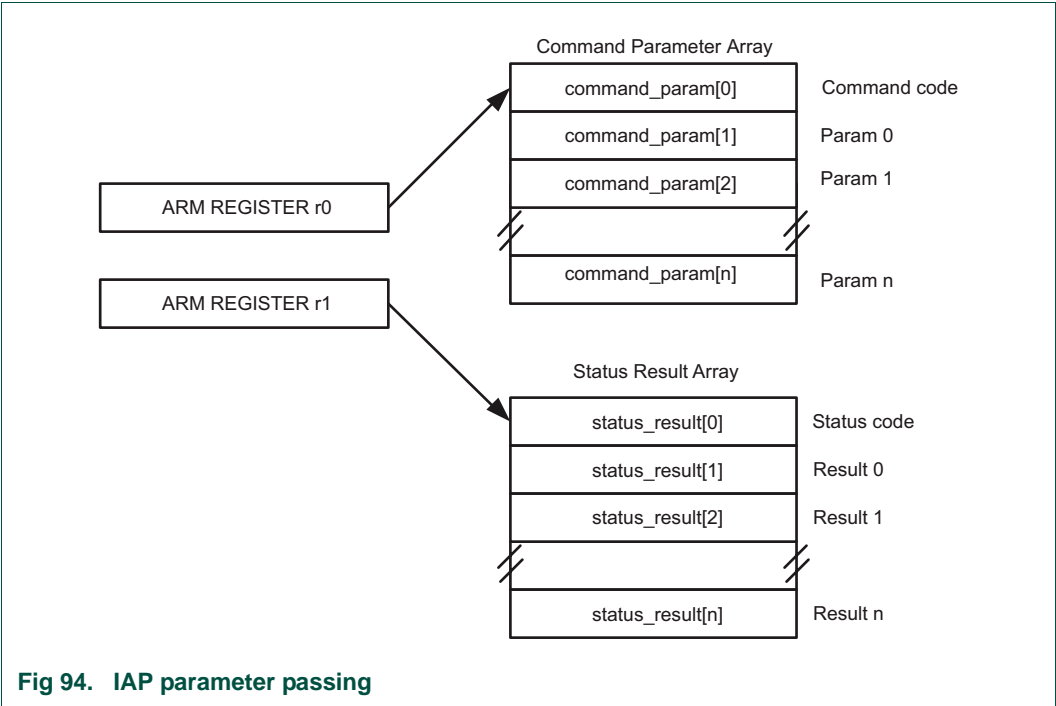 Command Parameter Array
command_param[0] Command code
command_param[1] Param 0
command_param[2] Param 1
ARM REGISTER r0
command_param[n] Param n
ARM REGISTER r1
Status Result Array
status_result[0] Status code
status_result[1] Result 0
status_result[2] Result 1
status_result[n] Result n
Fig 94. IAP parameter passing